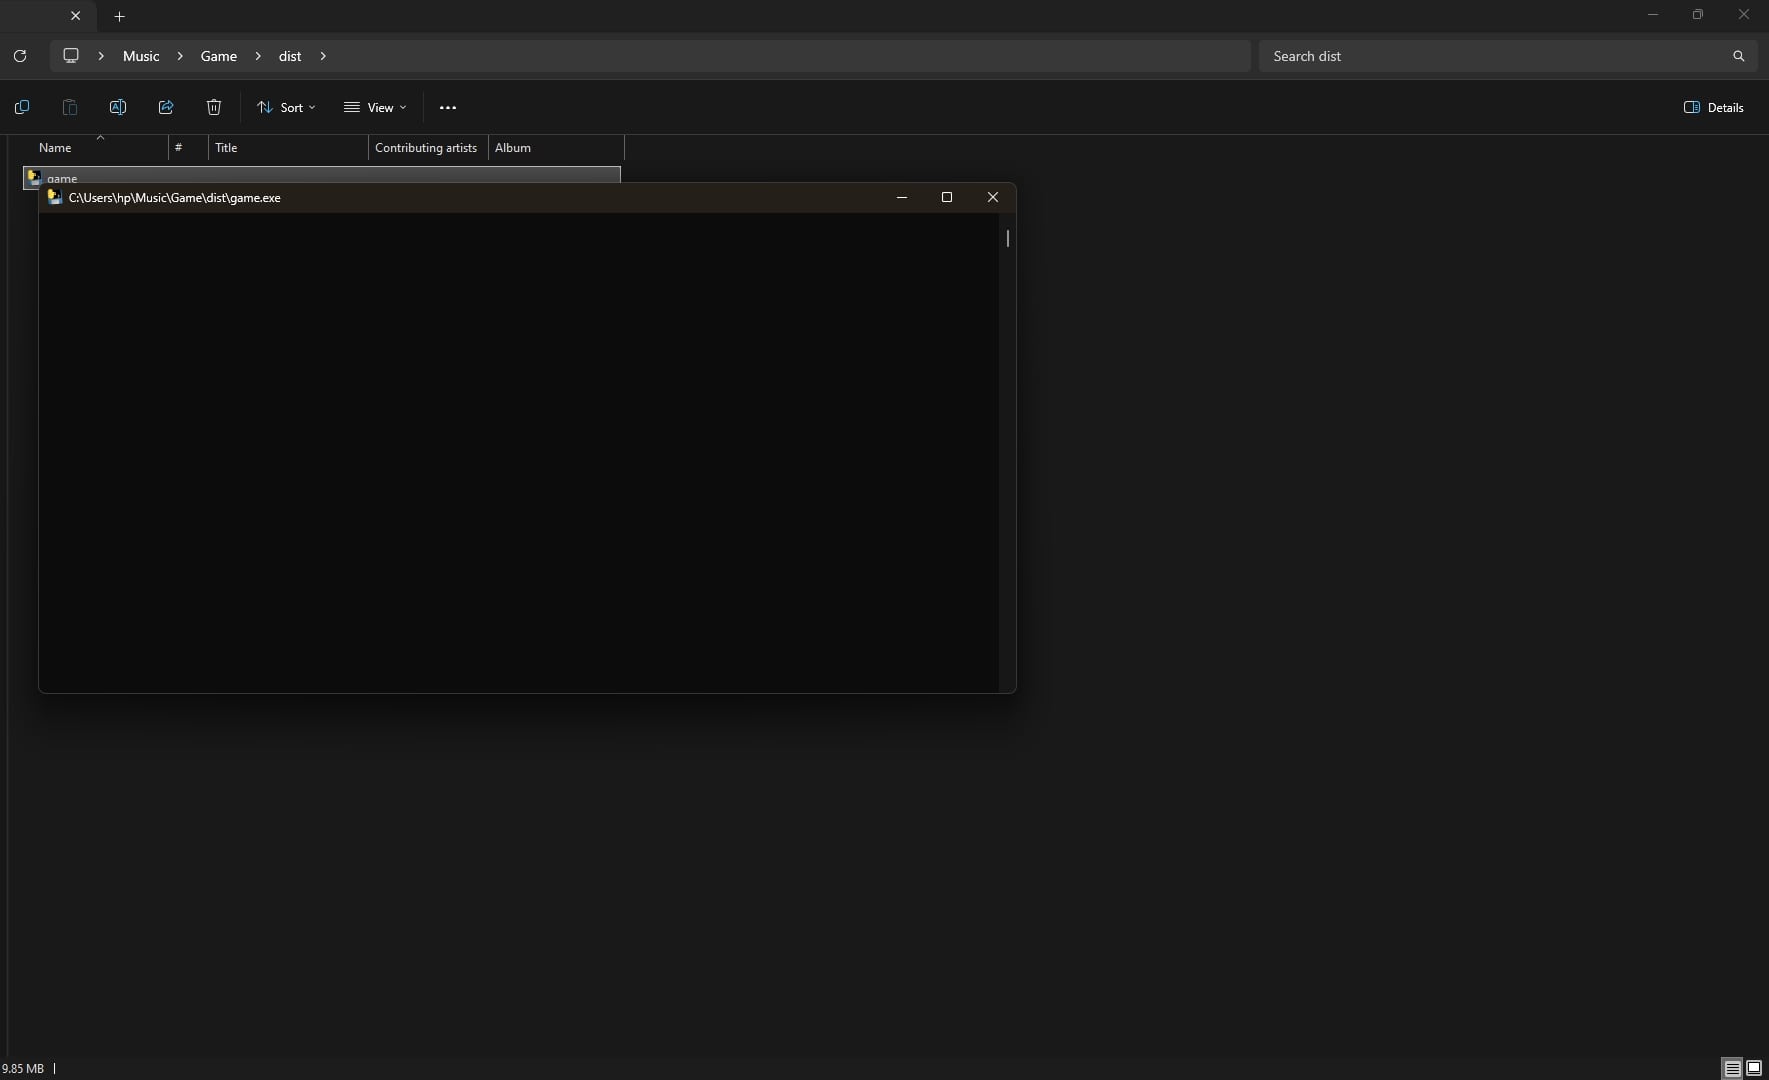 Music Game dist Search dist
Sort View Details
Name # Title Contributing artists Album
game
C:\Users\hp\Music\Game\dist\game.exe
9.85 MB